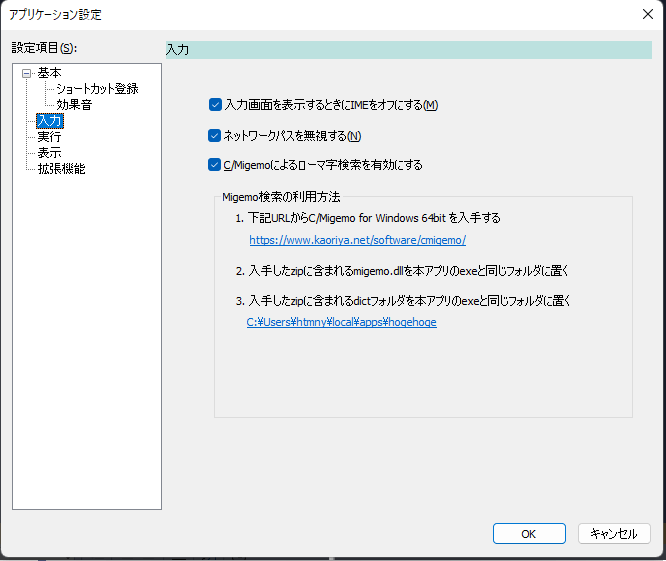 アプリケーション設定
設定項目(S):
入力
基本
ショートカット登録
効果音
入力
実行
表示
拡張機能
入力画面を表示するときにIMEをオフにする(M)
ネットワークパスを無視する(N)
C/Migemoによるローマ字検索を有効にする
Migemo検索の利用方法
1. 下記URLからC/Migemo for Windows 64bit を入手する
https://www.kaoriya.net/software/cmigemo/
2. 入手したzipに含まれるmigemo.dllを本アプリのexeと同じフォルダに置く
3. 入手したzipに含まれるdictフォルダを本アプリのexeと同じフォルダに置く
C:¥Users¥htmny¥local¥apps¥hogehoge
OK
キャンセル